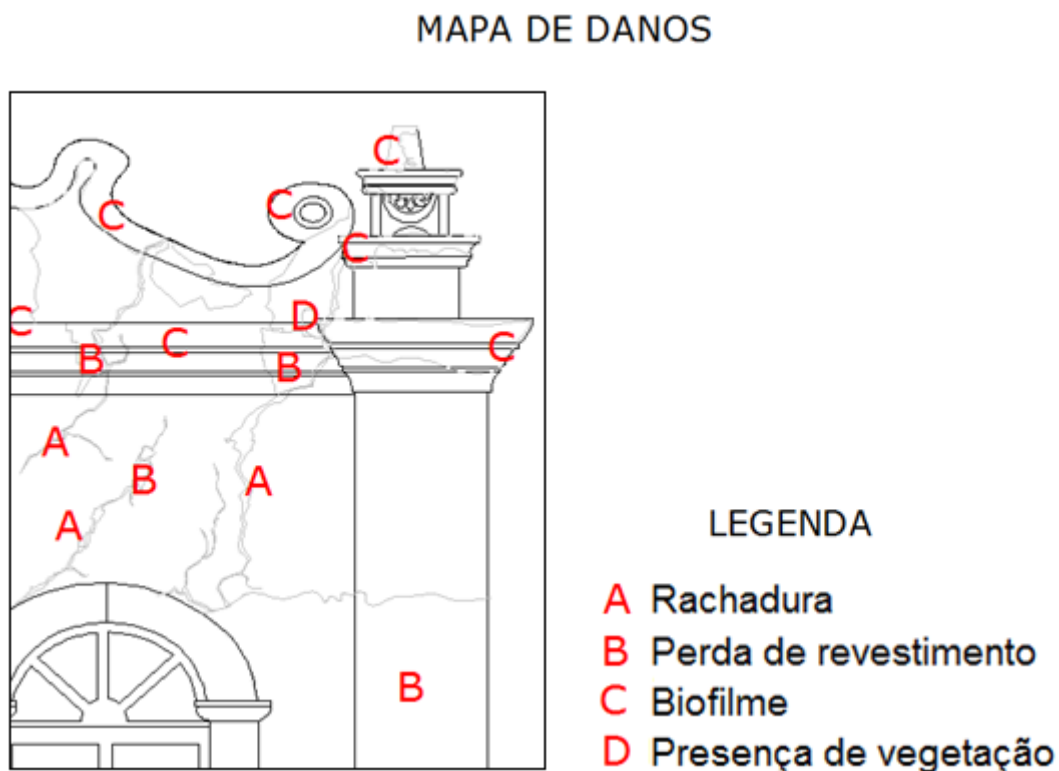 MAPA DE DANOS
C
C
C
C
D
C
C
C
B
B
A
B
A
A
B
LEGENDA
A Rachadura
B Perda de revestimento
C Biofilme
D Presença de vegetação